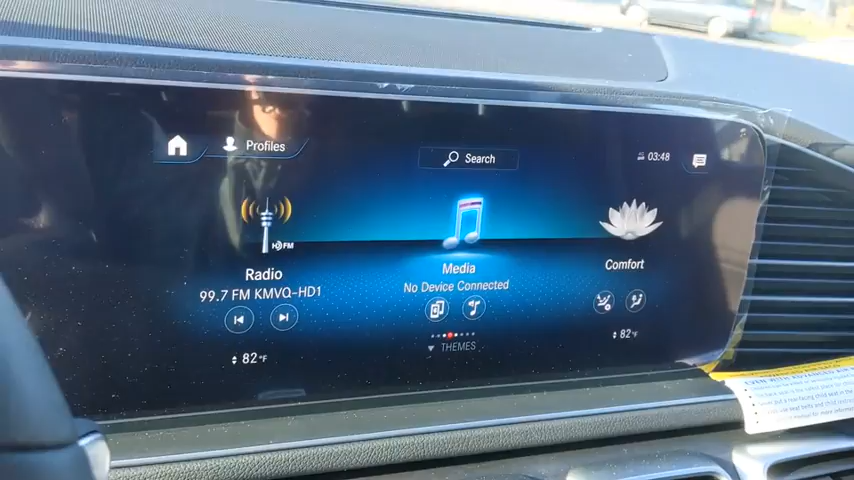 Profiles
Search
03:48
HD FM
Radio
99.7 FM KMVQ-HD1
Media
No Device Connected
Comfort
82°F
THEMES
82°F